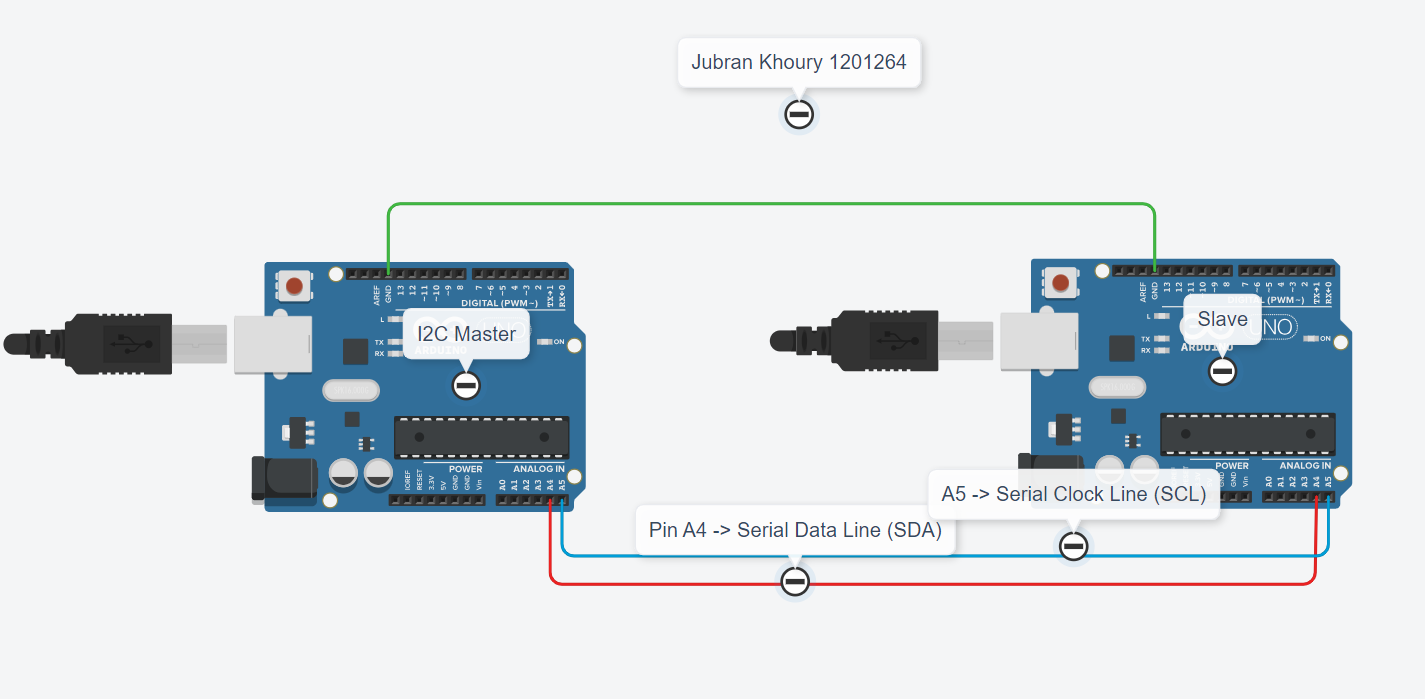 Jubran Khoury 1201264
AREF
GND
13
12
~11
~10
~9
8
7
~6
~5
4
~3
2
TX→1
RX←0
DIGITAL (PWM~)
L
TX
RX
ON
ARDUINO
I2C Master
POWER
ANALOG IN
IOREF
RESET
3.3V
5V
GND
GND
Vin
A0
A1
A2
A3
A4
A5
AREF
GND
13
12
~11
10
~9
8
7
~6
~5
4
~3
2
TX→1
RX←0
DIGITAL (PWM~)
L
TX
RX
UNO
ON
ARDUINO
Slave
POWER
ANALOG IN
GND
Vin
A0
A1
A2
A3
A4
A5
A5 -> Serial Clock Line (SCL)
Pin A4 -> Serial Data Line (SDA)